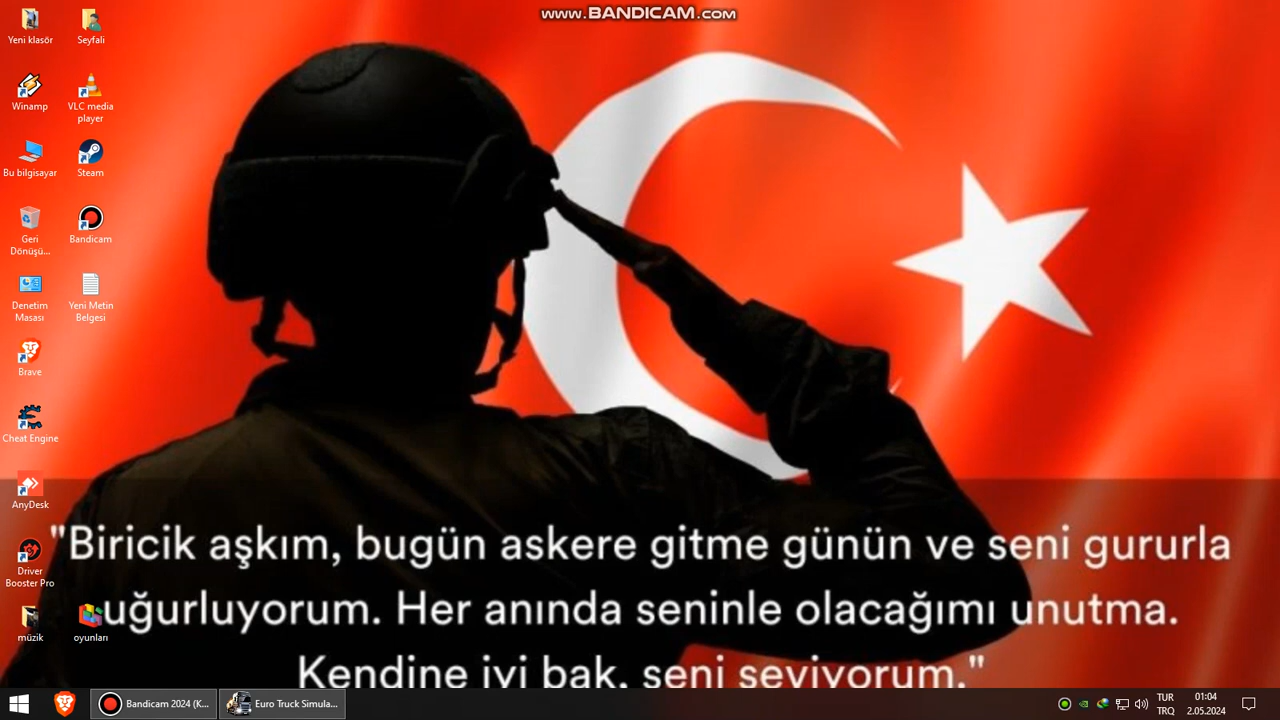 www.BANDICAM.com
Yeni klasör
Seyfali
Winamp
VLC media
player
Bu bilgisayar
Steam
Geri
Dönüşü...
Bandicam
Denetim
Masası
Yeni Metin
Belgesi
Brave
Cheat Engine
AnyDesk
Driver
Booster Pro
müzik
oyunları
"Biricik aşkım, bugün askere gitme günün ve seni gururla
uğurluyorum. Her anında seninle olacağımı unutma.
Kendine iyi bak, seni seviyorum."
Bandicam 2024 (K...
Euro Truck Simula...
TUR
TRQ
01:04
2.05.2024